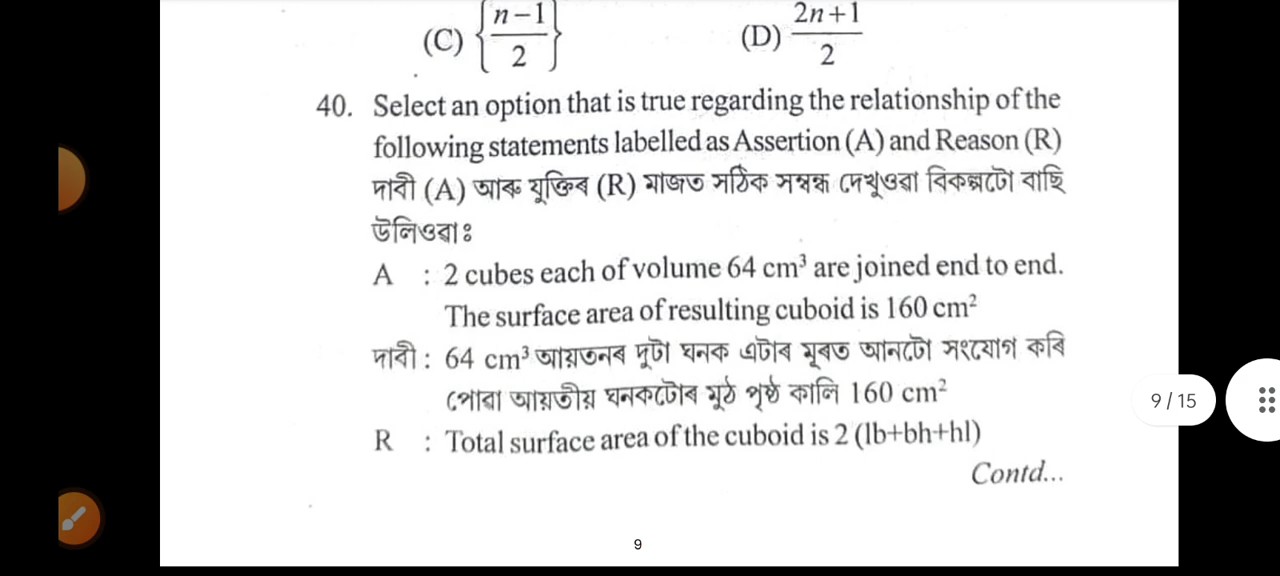 (C) {n−1/2} (D) 2n+1/2
40. Select an option that is true regarding the relationship of the
following statements labelled as Assertion (A) and Reason (R)
দাবী (A) আৰু যুক্তিৰ (R) মাজত সঠিক সম্বন্ধ দেখুওৱা বিকল্পটো বাছি
উলিওৱাঃ
A : 2 cubes each of volume 64 cm³ are joined end to end.
The surface area of resulting cuboid is 160 cm²
দাবী : 64 cm³ আয়তনৰ দুটা ঘনক এটাৰ মূৰত আনটো সংযোগ কৰি
পোৱা আয়তীয় ঘনকটোৰ মুঠ পৃষ্ঠ কালি 160 cm²
R : Total surface area of the cuboid is 2 (lb+bh+hl)
Contd...
9 / 15
9